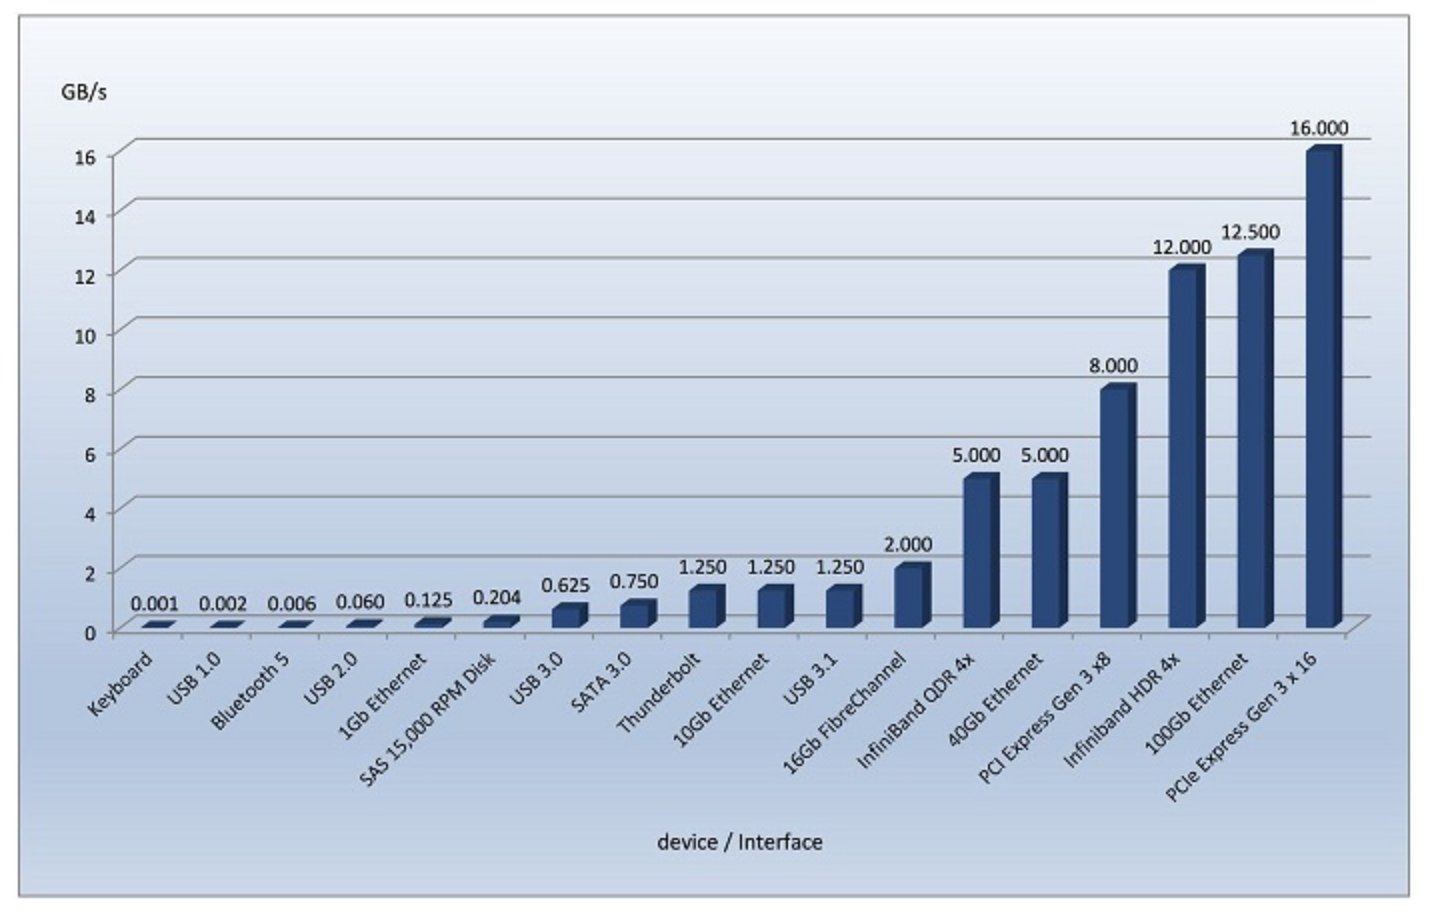 GB/s
16
14
12
10
8
6
4
2
0
0.001
0.002
0.006
0.060
0.125
0.204
0.625
0.750
1.250
1.250
1.250
2.000
5.000
5.000
8.000
12.000
12.500
16.000
Keyboard
USB 1.0
Bluetooth 5
USB 2.0
1Gb Ethernet
SAS 15,000 RPM Disk
USB 3.0
SATA 3.0
Thunderbolt
10Gb Ethernet
USB 3.1
16Gb FibreChannel
InfiniBand QDR 4x
40Gb Ethernet
PCI Express Gen 3 x8
Infiniband HDR 4x
100Gb Ethernet
PCIe Express Gen 3 x 16
device / Interface